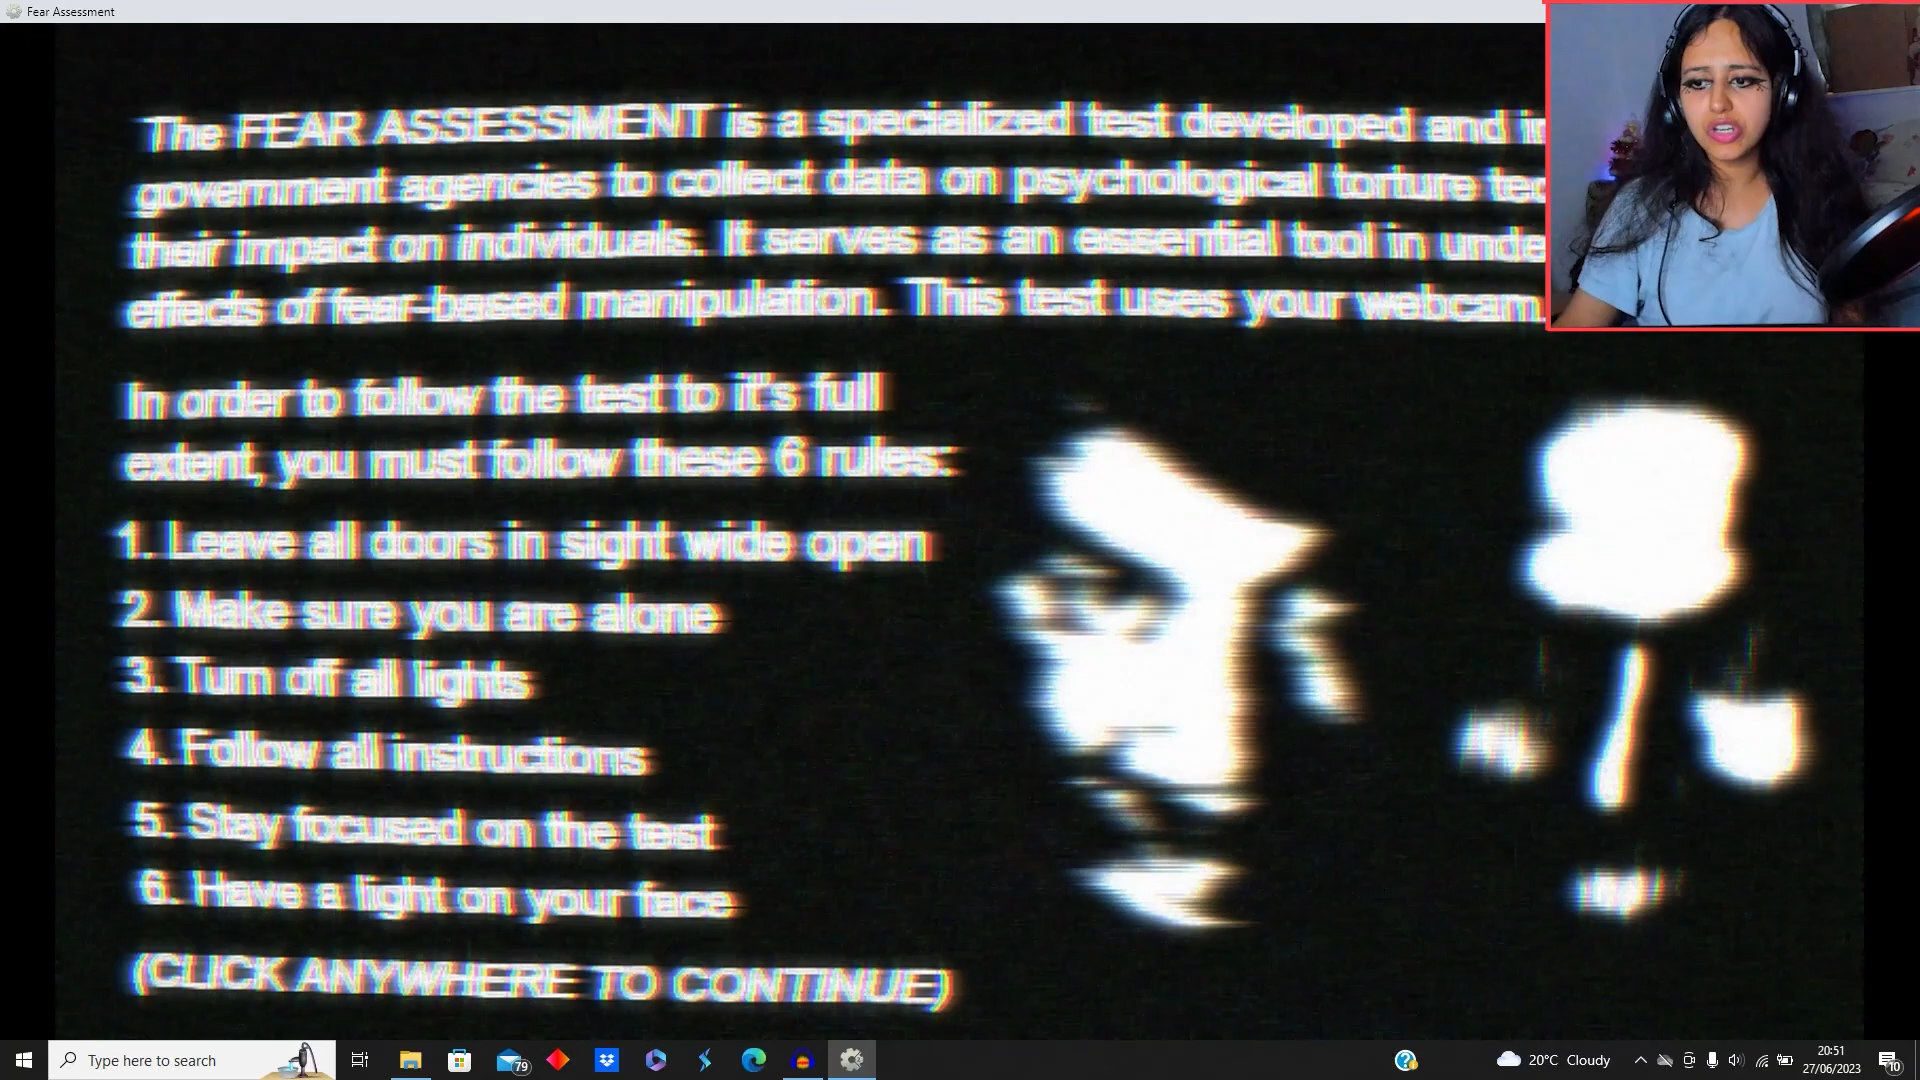 Fear Assessment
The FEAR ASSESSMENT is a specialized test developed and
government agencies to collect data on psychological torture
their impact on individuals. It serves as an essential tool in
effects of fear-based manipulation. This test uses your webcam.
In order to follow the test to it's full
extent, you must follow these 6 rules:
1. Leave all doors in sight wide open
2. Make sure you are alone
3. Turn off all lights
4. Follow all instructions
5. Stay focused on the test
6. Have a light on your face
(CLICK ANYWHERE TO CONTINUE)
Type here to search
79
20°C Cloudy
20:51
27/06/2023
10